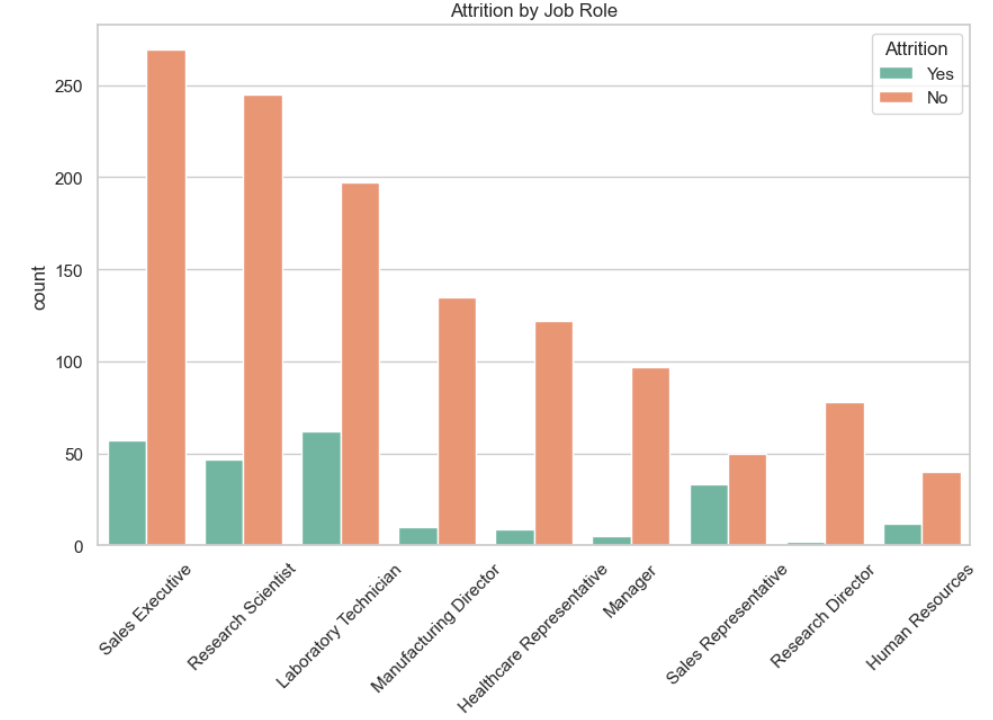 Attrition by Job Role
Attrition
Yes
No
count
250
200
150
100
50
0
Sales Executive
Research Scientist
Laboratory Technician
Manufacturing Director
Healthcare Representative
Manager
Sales Representative
Research Director
Human Resources